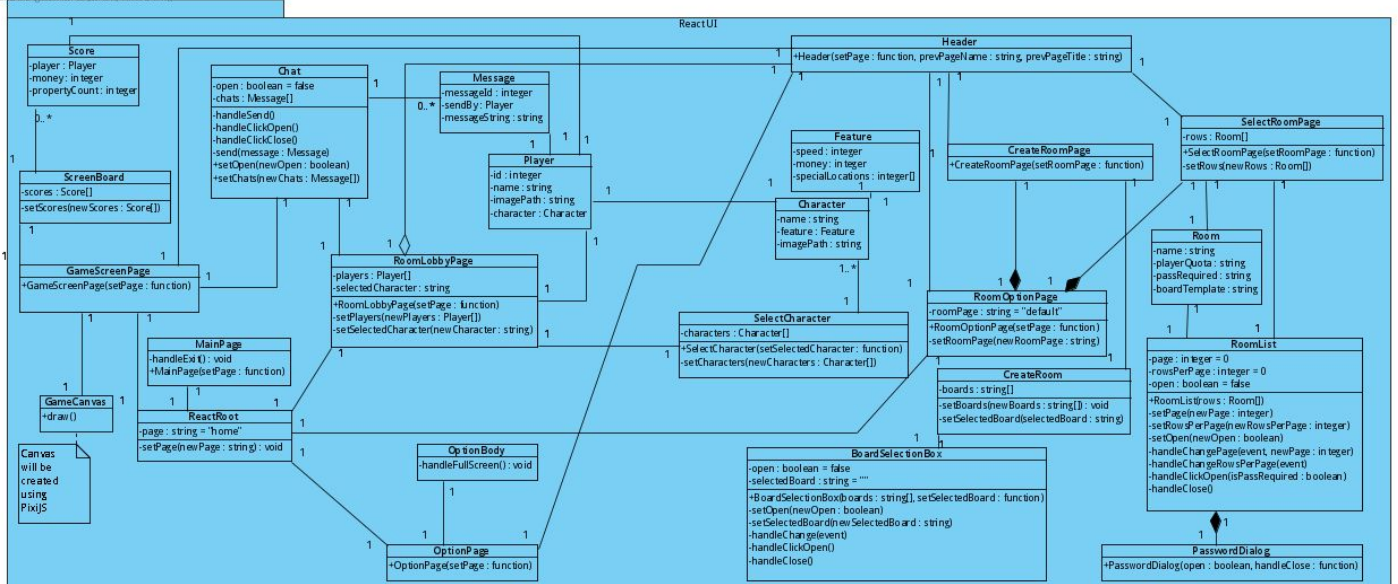 ReactUI
Score
-player : Player
-money : integer
-propertyCount : integer
Chat
-open : boolean = false
-chats : Message[]
-handleSend()
-handleClickOpen()
-handleClickClose()
-send(message : Message)
+setOpen(newOpen : boolean)
+setChats(newChats : Message[])
Message
-messageId : integer
-sendBy : Player
-messageString : string
Header
+Header(setPage : function, prevPageName : string, prevPageTitle : string)
Player
-id : integer
-name : string
-imagePath : string
-character : Character
Feature
-speed : integer
-money : integer
-specialLocations : integer[]
CreateRoomPage
+CreateRoomPage(setRoomPage : function)
SelectRoomPage
-rows : Room[]
+SelectRoomPage(setRoomPage : function)
-setRows(newRows : Room[])
ScreenBoard
-scores : Score[]
-setScores(newScores : Score[])
Character
-name : string
-feature : Feature
-imagePath : string
Room
-name : string
-playerQuota : string
-passRequired : string
-boardTemplate : string
GameScreenPage
+GameScreenPage(setPage : function)
RoomLobbyPage
-players : Player[]
-selectedCharacter : string
+RoomLobbyPage(setPage : function)
-setPlayers(newPlayers : Player[])
-setSelectedCharacter(newCharacter : string)
SelectCharacter
-characters : Character[]
+SelectCharacter(setSelectedCharacter : function)
-setCharacters(newCharacters : Character[])
RoomOptionPage
-roomPage : string = "default"
+RoomOptionPage(setPage : function)
-setRoomPage(newRoomPage : string)
MainPage
-handleExit() : void
+MainPage(setPage : function)
CreateRoom
-boards : string[]
-setBoards(newBoards : string[]) : void
-setSelectedBoard(selectedBoard : string)
RoomList
-page : integer = 0
-rowsPerPage : integer = 0
-open : boolean = false
+RoomList(rows : Room[])
-setPage(newPage : integer)
-setRowsPerPage(newRowsPerPage : integer)
-setOpen(newOpen : boolean)
-handleChangePage(event, newPage : integer)
-handleChangeRowsPerPage(event)
-handleClickOpen(isPassRequired : boolean)
-handleClose()
GameCanvas
+draw()
ReactRoot
-page : string = "home"
-setPage(newPage : string) : void
Canvas
will be
created
using
PixiJS
OptionBody
-handleFullScreen() : void
BoardSelectionBox
-open : boolean = false
-selectedBoard : string = ""
+BoardSelectionBox(boards : string[], setSelectedBoard : function)
-setOpen(newOpen : boolean)
-setSelectedBoard(newSelectedBoard : string)
-handleChange(event)
-handleClickOpen()
-handleClose()
OptionPage
+OptionPage(setPage : function)
PasswordDialog
+PasswordDialog(open : boolean, handleClose : function)
0..*
0..*
1..*